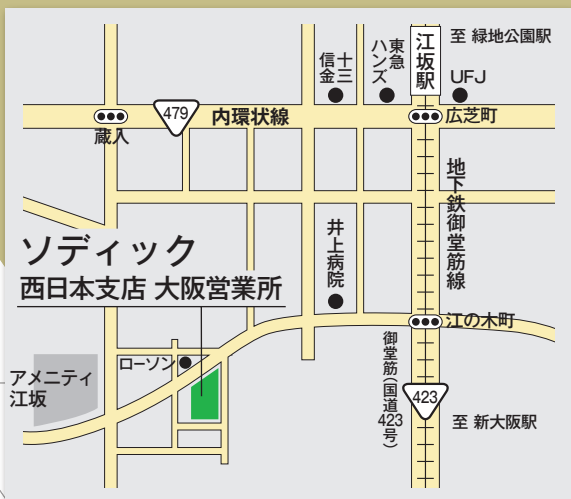 至 緑地公園駅
江坂駅
東急
ハンズ
十三
信金
UFJ
479
内環状線
広芝町
蔵人
地下鉄御堂筋線
ソディック
西日本支店 大阪営業所
井上病院
江の木町
ローソン
アメニティ
江坂
御堂筋(国道423号)
423
至 新大阪駅